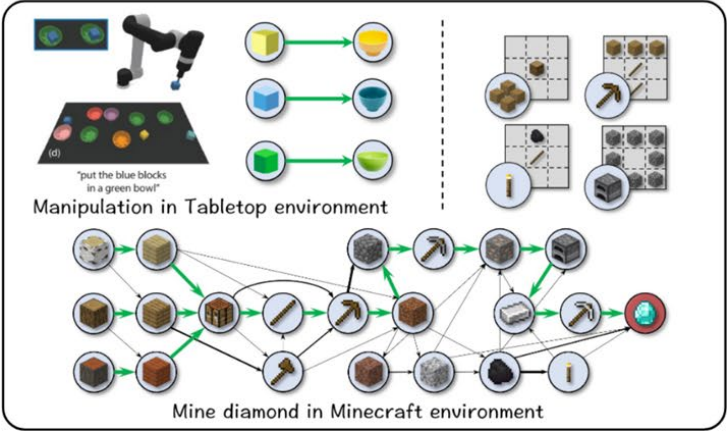 (d)
"put the blue blocks
in a green bowl"
Manipulation in Tabletop environment
Mine diamond in Minecraft environment